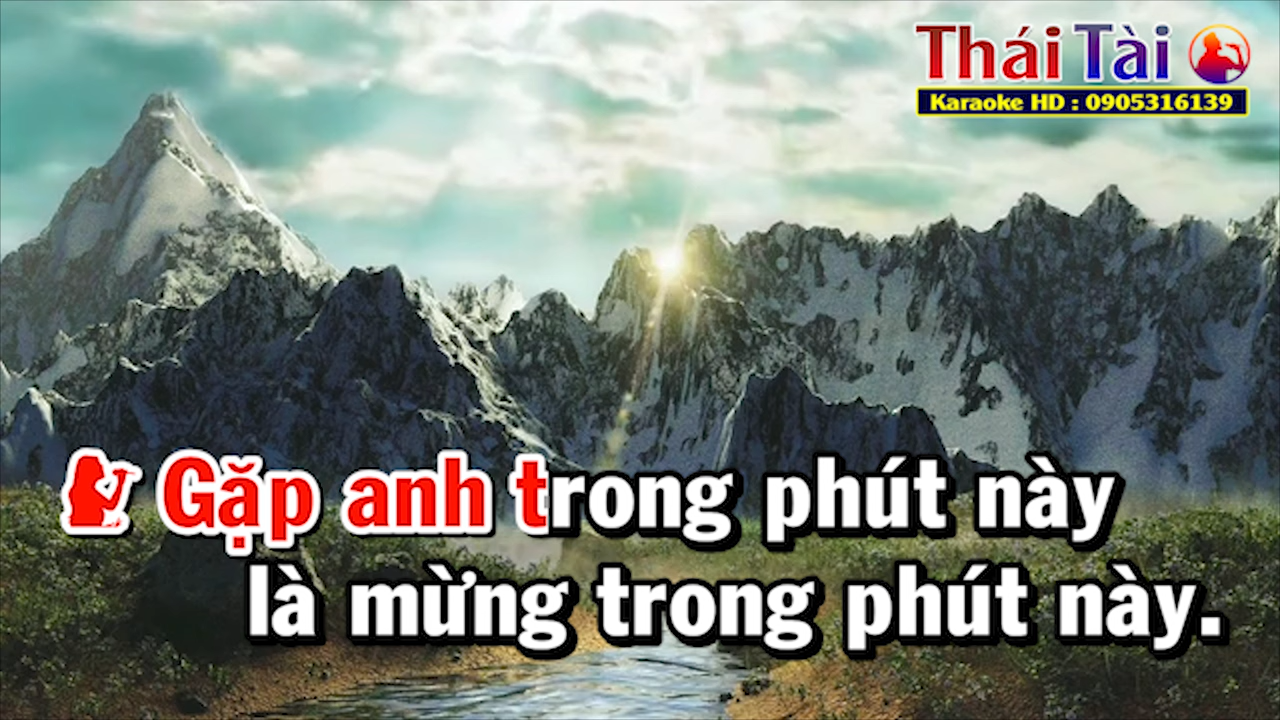 Thái Tài
Karaoke HD : 0905316139
Gặp anh trong phút này
là mừng trong phút này.